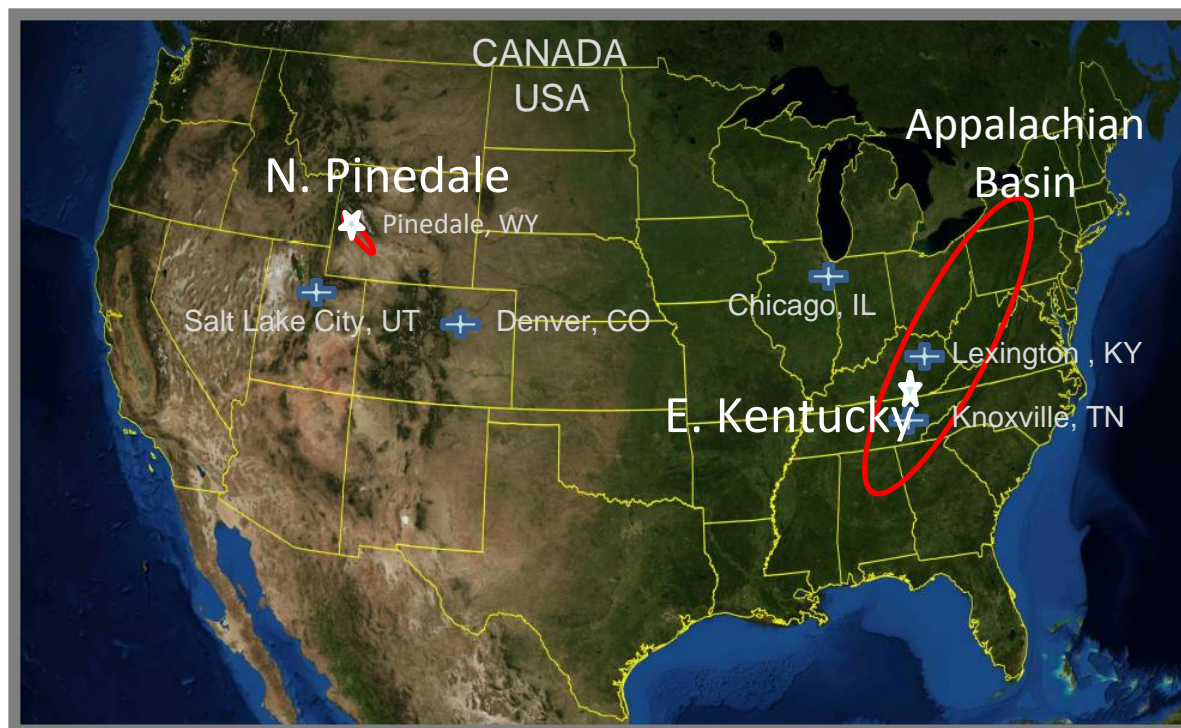 CANADA
USA
Appalachian
Basin
N. Pinedale
Pinedale, WY
Chicago, IL
Salt Lake City, UT
Denver, CO
Lexington , KY
E. Kentucky
Knoxville, TN